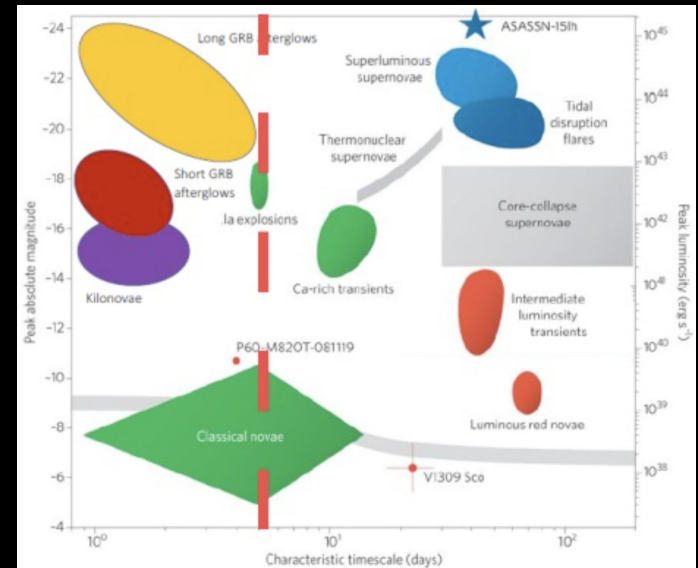 -24
-22
-20
-18
-16
-14
-12
-10
-8
-6
-4
Peak absolute magnitude
Long GRB afterglows
ASASSN-15lh
Superluminous
supernovae
Tidal
disruption
flares
Thermonuclear
supernovae
Short GRB
afterglows
.Ia explosions
Core-collapse
supernovae
Kilonovae
Ca-rich transients
Intermediate
luminosity
transients
P60-M82OT-081119
Classical novae
Luminous red novae
V1309 Sco
10⁴⁵
10⁴⁴
10⁴³
10⁴²
10⁴¹
10⁴⁰
10³⁹
10³⁸
Peak luminosity (erg s⁻¹)
10⁰
10¹
10²
Characteristic timescale (days)